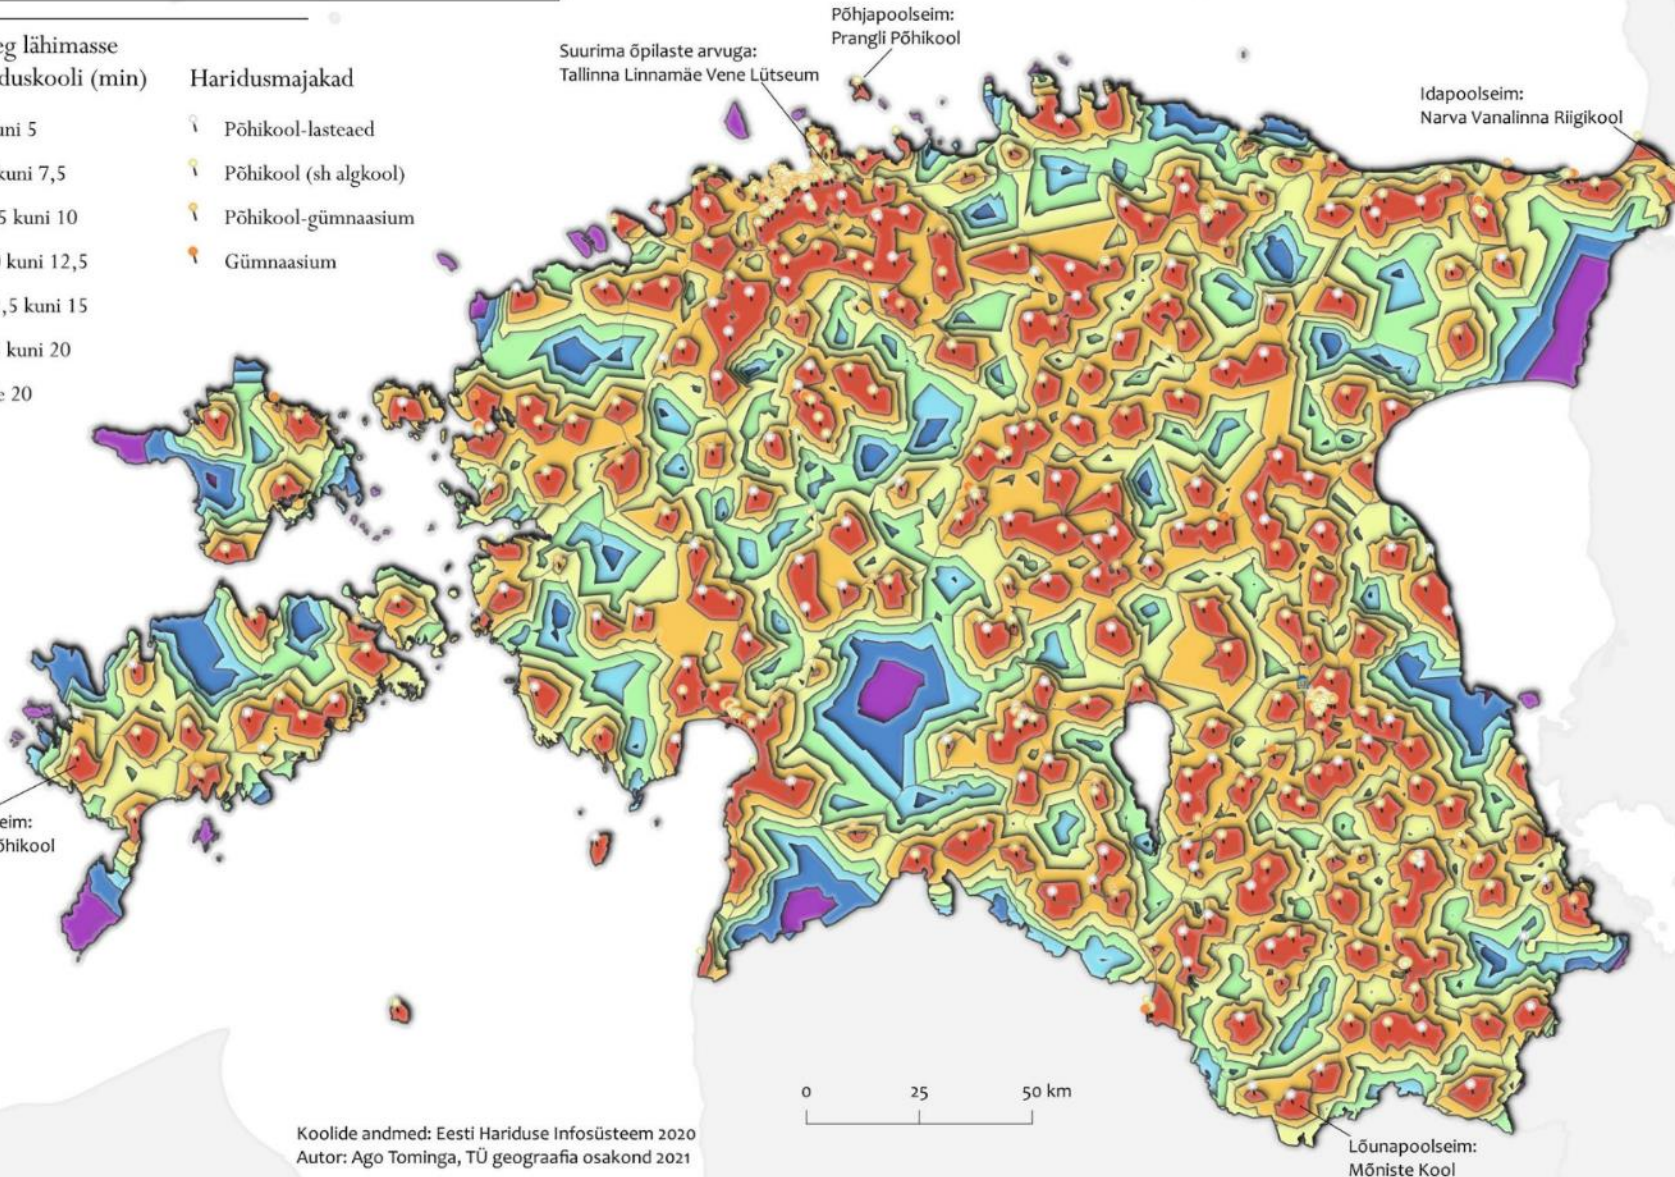 eg lähimasse
duskooli (min)
uni 5
kuni 7,5
5 kuni 10
kuni 12,5
,5 kuni 15
kuni 20
e 20
Haridusmajakad
Põhikool-lasteaed
Põhikool (sh algkool)
Põhikool-gümnaasium
Gümnaasium
Suurima õpilaste arvuga:
Tallinna Linnamäe Vene Lütseum
Põhjapoolseim:
Prangli Põhikool
Idapoolseim:
Narva Vanalinna Riigikool
eim:
õhikool
0 25 50 km
Koolide andmed: Eesti Hariduse Infosüsteem 2020
Autor: Ago Tominga, TÜ geograafia osakond 2021
Lõunapoolseim:
Mõniste Kool